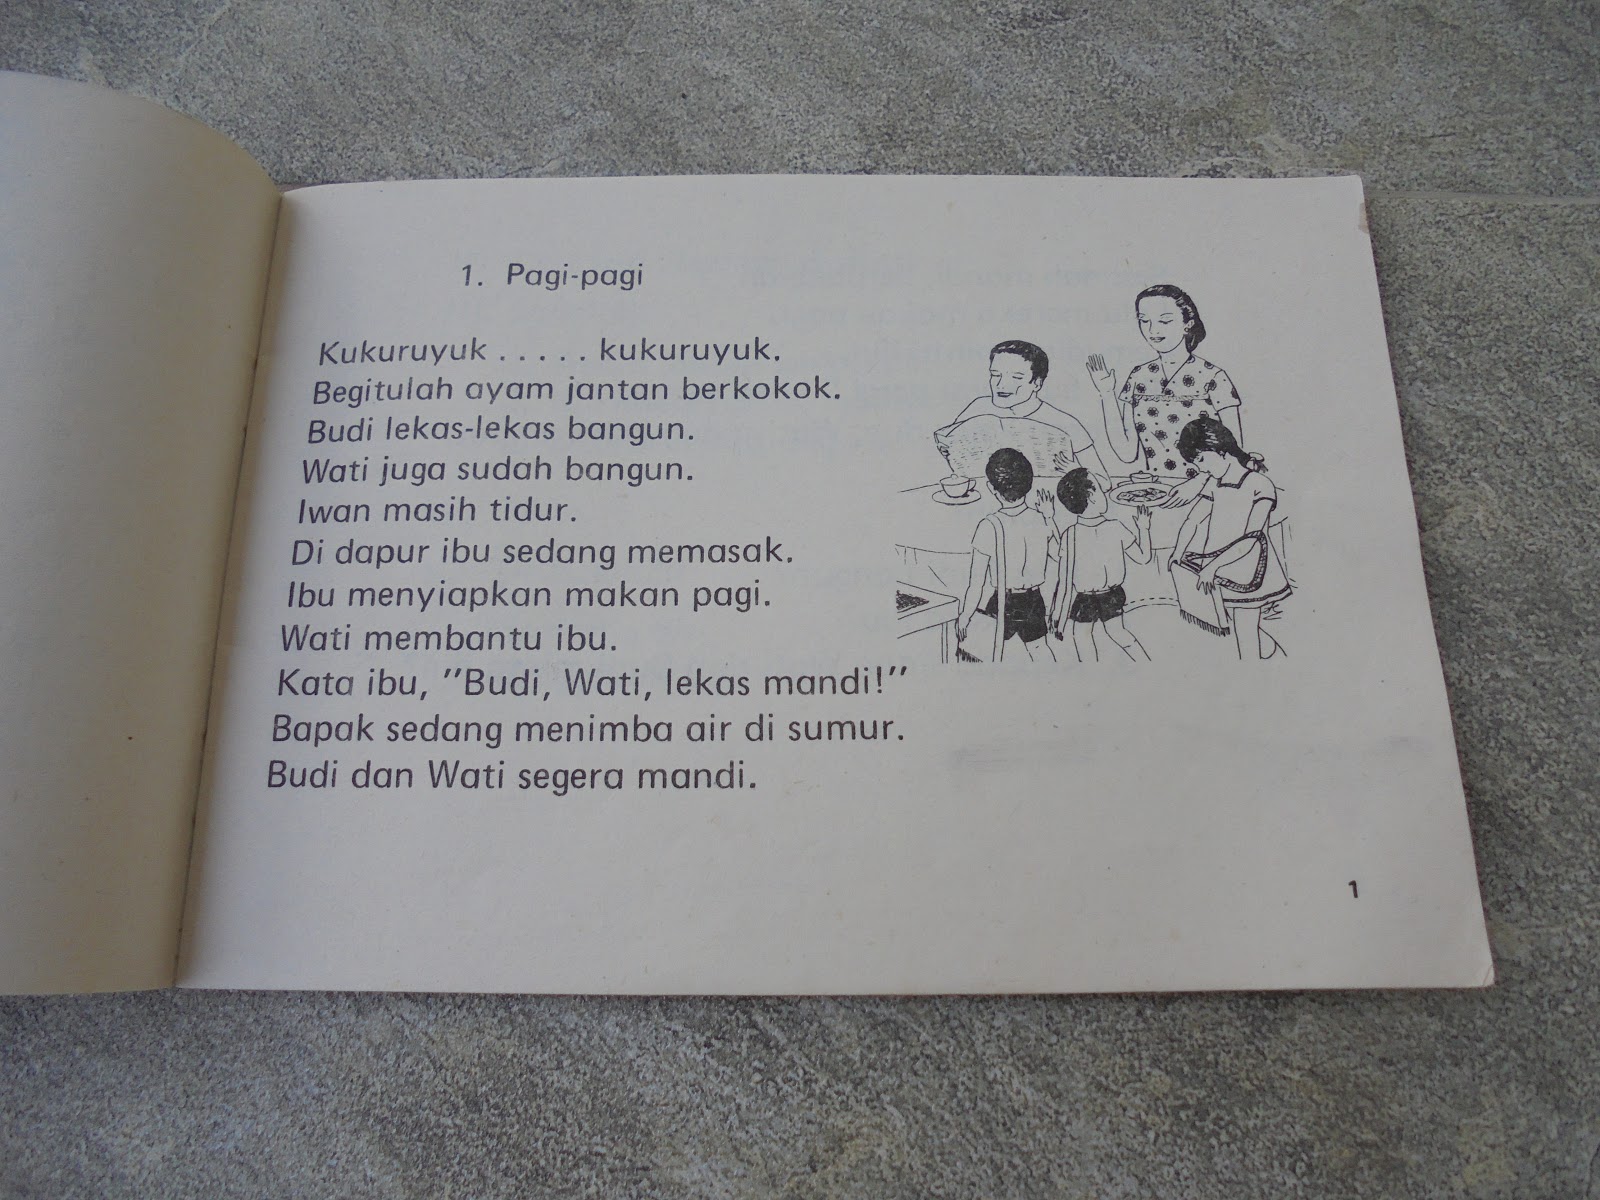 1. Pagi-pagi
Kukuruyuk . . . . . kukuruyuk.
Begitulah ayam jantan berkokok.
Budi lekas-lekas bangun.
Wati juga sudah bangun.
Iwan masih tidur.
Di dapur ibu sedang memasak.
Ibu menyiapkan makan pagi.
Wati membantu ibu.
Kata ibu, "Budi, Wati, lekas mandi!"
Bapak sedang menimba air di sumur.
Budi dan Wati segera mandi.
1